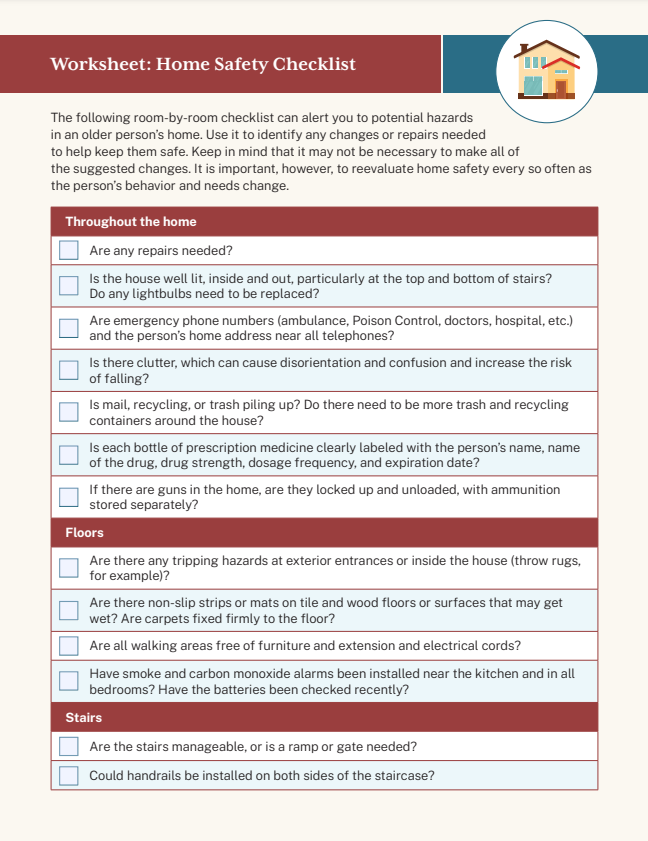 Worksheet: Home Safety Checklist
The following room-by-room checklist can alert you to potential hazards
in an older person’s home. Use it to identify any changes or repairs needed
to help keep them safe. Keep in mind that it may not be necessary to make all of
the suggested changes. It is important, however, to reevaluate home safety every so often as
the person’s behavior and needs change.
Throughout the home
Are any repairs needed?
Is the house well lit, inside and out, particularly at the top and bottom of stairs?
Do any lightbulbs need to be replaced?
Are emergency phone numbers (ambulance, Poison Control, doctors, hospital, etc.)
and the person’s home address near all telephones?
Is there clutter, which can cause disorientation and confusion and increase the risk
of falling?
Is mail, recycling, or trash piling up? Do there need to be more trash and recycling
containers around the house?
Is each bottle of prescription medicine clearly labeled with the person’s name, name
of the drug, drug strength, dosage frequency, and expiration date?
If there are guns in the home, are they locked up and unloaded, with ammunition
stored separately?
Floors
Are there any tripping hazards at exterior entrances or inside the house (throw rugs,
for example)?
Are there non-slip strips or mats on tile and wood floors or surfaces that may get
wet? Are carpets fixed firmly to the floor?
Are all walking areas free of furniture and extension and electrical cords?
Have smoke and carbon monoxide alarms been installed near the kitchen and in all
bedrooms? Have the batteries been checked recently?
Stairs
Are the stairs manageable, or is a ramp or gate needed?
Could handrails be installed on both sides of the staircase?